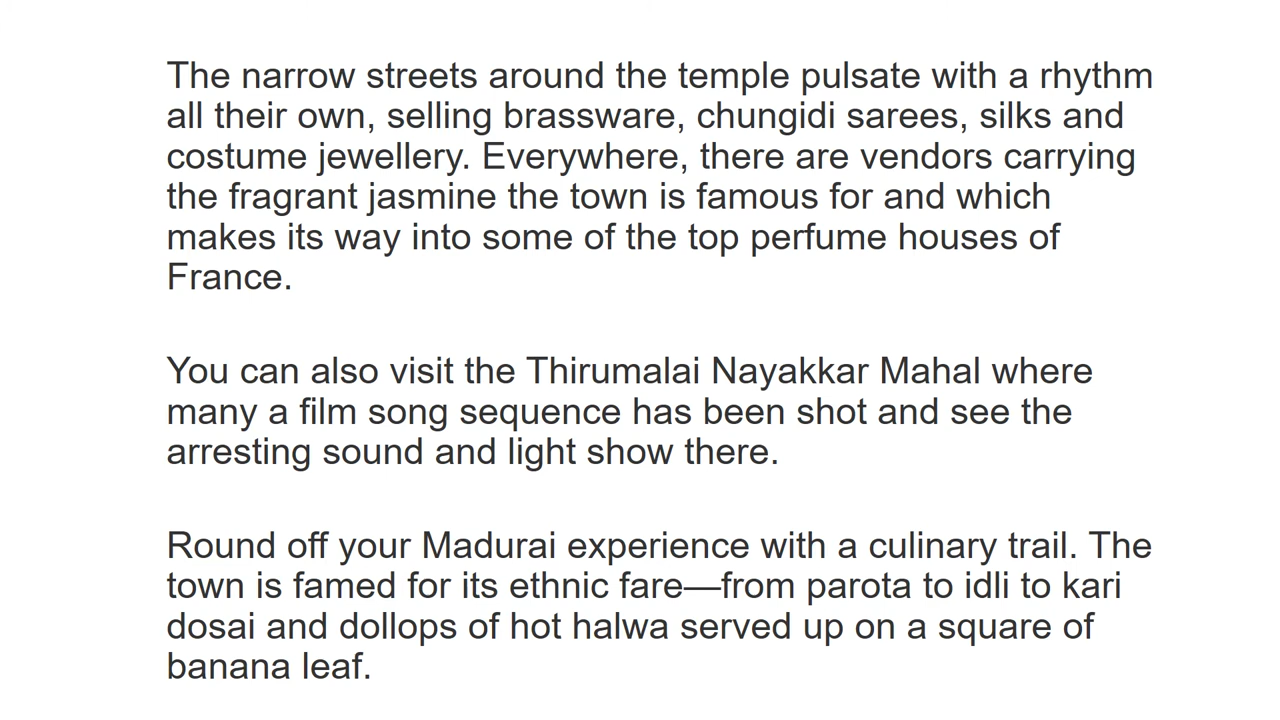 The narrow streets around the temple pulsate with a rhythm
all their own, selling brassware, chungidi sarees, silks and
costume jewellery. Everywhere, there are vendors carrying
the fragrant jasmine the town is famous for and which
makes its way into some of the top perfume houses of
France.
You can also visit the Thirumalai Nayakkar Mahal where
many a film song sequence has been shot and see the
arresting sound and light show there.
Round off your Madurai experience with a culinary trail. The
town is famed for its ethnic fare—from parota to idli to kari
dosai and dollops of hot halwa served up on a square of
banana leaf.